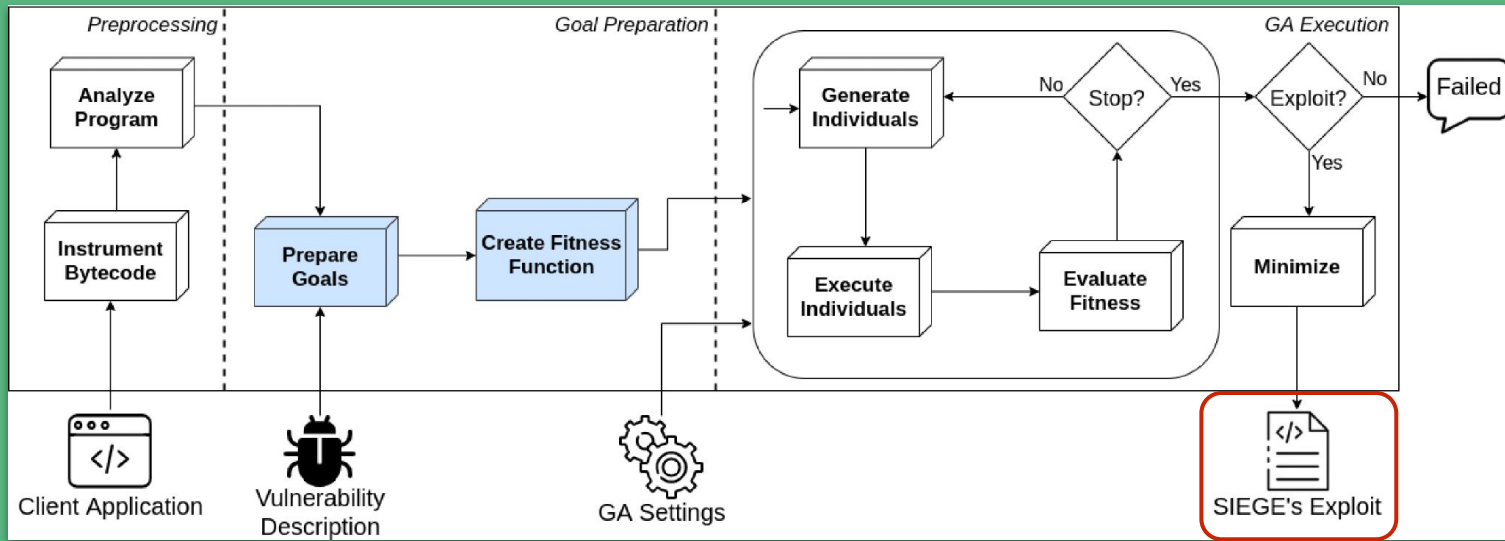 Preprocessing
Goal Preparation
GA Execution
Analyze
Program
Instrument
Bytecode
Prepare
Goals
Create Fitness
Function
Generate
Individuals
Execute
Individuals
Evaluate
Fitness
No
Stop?
Yes
Exploit?
No
Failed
Yes
Minimize
</>
Client Application
Vulnerability
Description
GA Settings
</>
SIEGE's Exploit